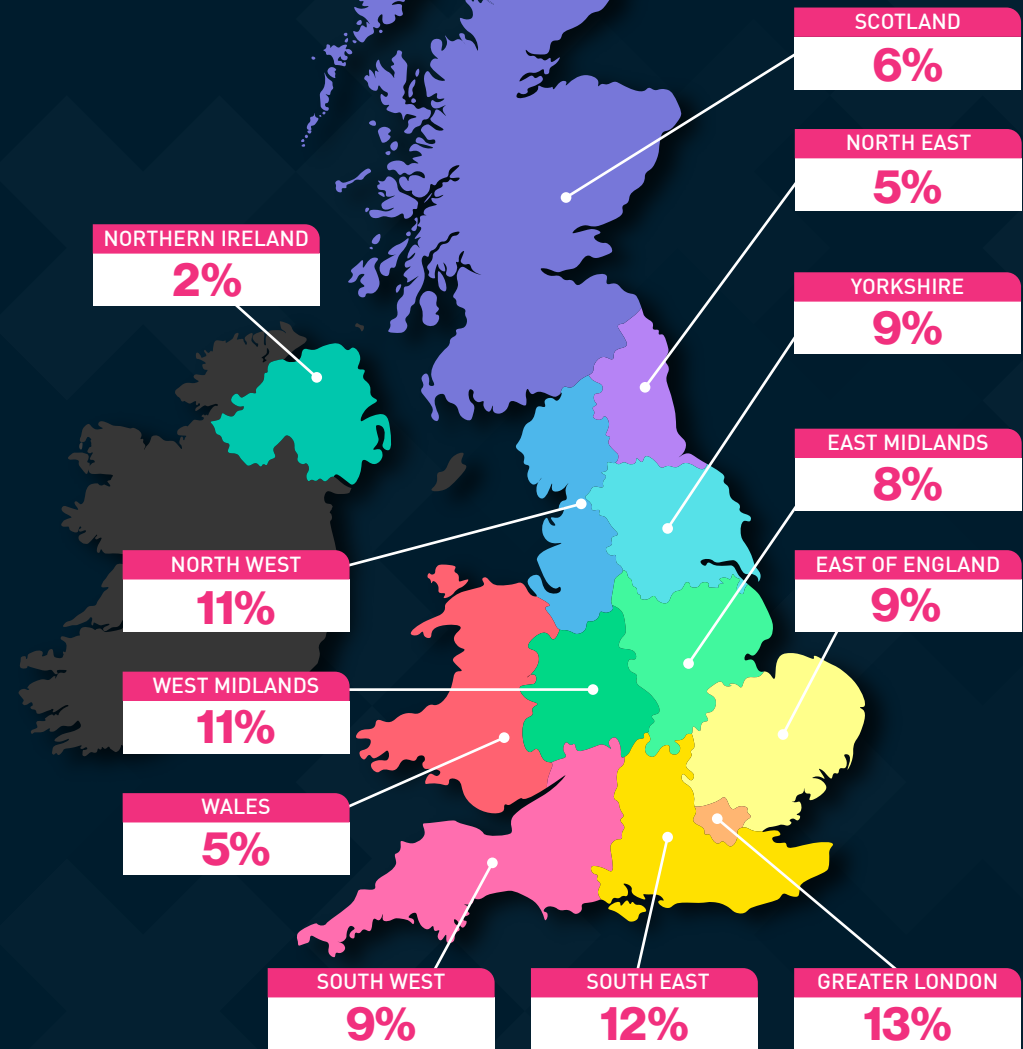 SCOTLAND
6%
NORTH EAST
5%
NORTHERN IRELAND
2%
YORKSHIRE
9%
EAST MIDLANDS
8%
NORTH WEST
11%
EAST OF ENGLAND
9%
WEST MIDLANDS
11%
WALES
5%
SOUTH WEST
9%
SOUTH EAST
12%
GREATER LONDON
13%